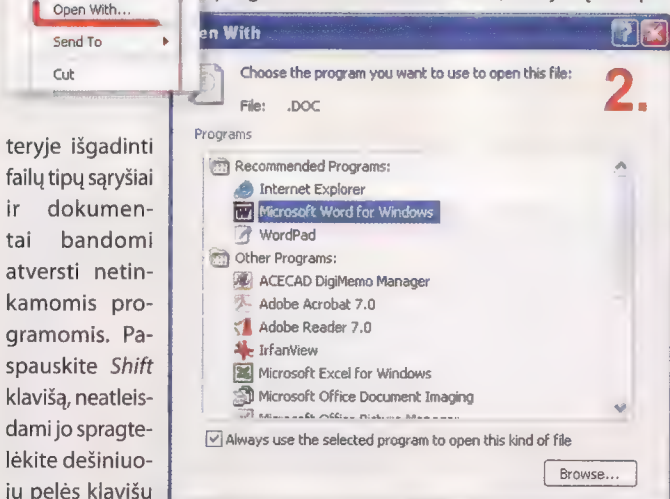 Open With...
Send To
Cut
en With
Choose the program you want to use to open this file:
File: .DOC
2.
Programs
Recommended Programs:
Internet Explorer
Microsoft Word for Windows
WordPad
Other Programs:
ACECAD DigiMemo Manager
Adobe Acrobat 7.0
Adobe Reader 7.0
IrfanView
Microsoft Excel for Windows
Microsoft Office Document Imaging
Microsoft Office Picture Manager
Always use the selected program to open this kind of file
Browse...
teryje išgadinti
failų tipų sąryšiai
ir dokumen-
tai bandomi
atversti netin-
kamomis pro-
gramomis. Pa-
spauskite Shift
klavišą, neatleis-
dami jo spragte-
lėkite dešiniuo-
ju pelės klavišu